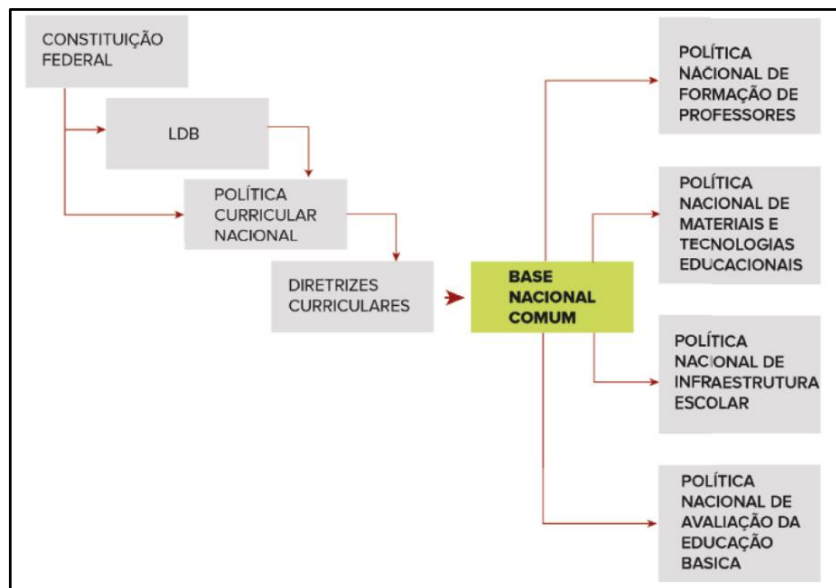 CONSTITUIÇÃO
FEDERAL
LDB
POLÍTICA
CURRICULAR
NACIONAL
DIRETRIZES
CURRICULARES
BASE
NACIONAL
COMUM
POLÍTICA
NACIONAL DE
FORMAÇÃO DE
PROFESSORES
POLÍTICA
NACIONAL DE
MATERIAIS E
TECNOLOGIAS
EDUCACIONAIS
POLÍTICA
NACIONAL DE
INFRAESTRUTURA
ESCOLAR
POLÍTICA
NACIONAL DE
AVALIAÇÃO DA
EDUCAÇÃO
BASICA